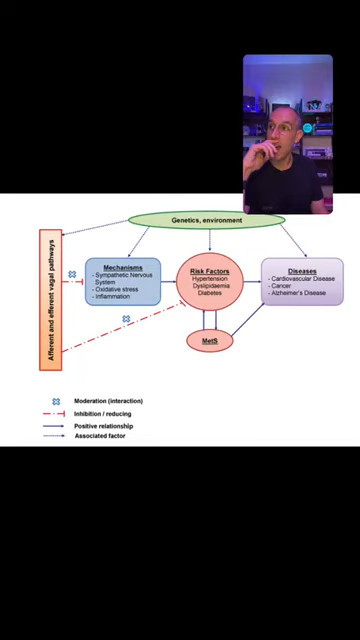 Genetics, environment
Afferent and efferent vagal pathways
Mechanisms
- Sympathetic Nervous
System
- Oxidative stress
- Inflammation
Risk Factors
Hypertension
Dyslipidaemia
Diabetes
Diseases
- Cardiovascular Disease
- Cancer
- Alzheimer's Disease
MetS
Moderation (interaction)
Inhibition / reducing
Positive relationship
Associated factor